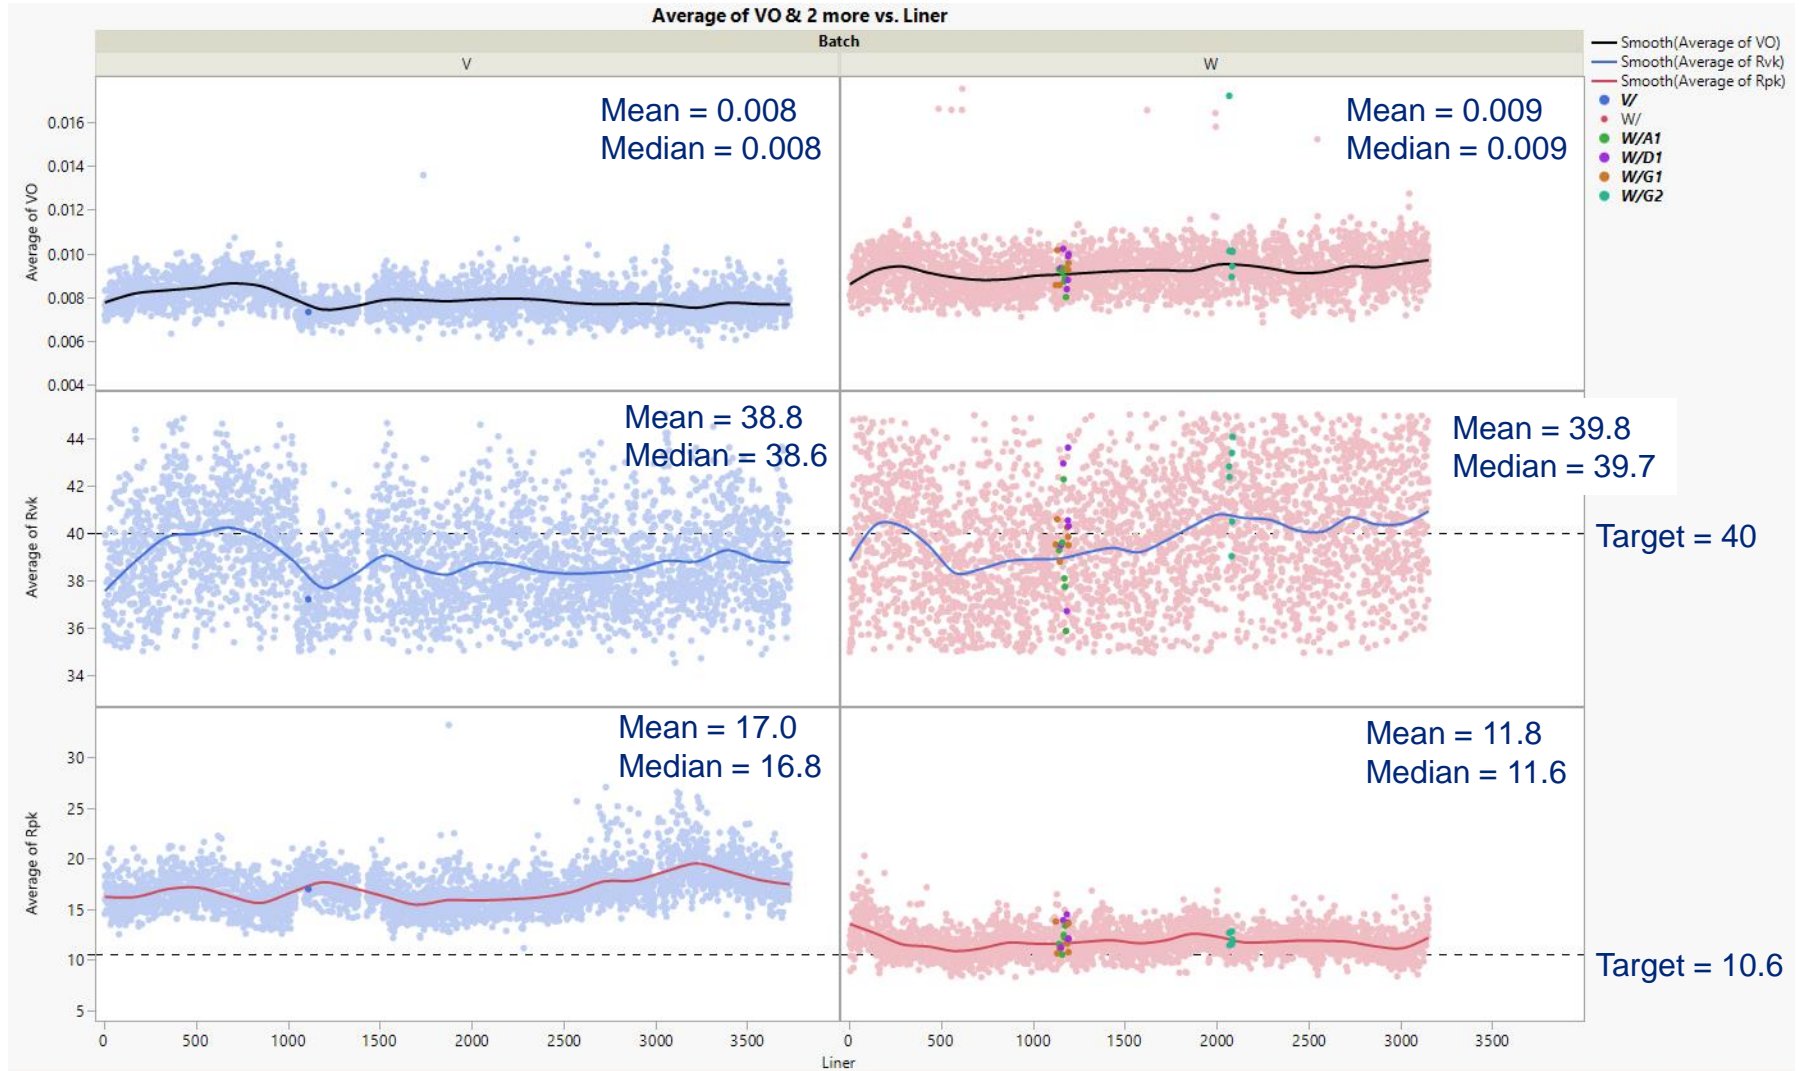 Average of VO & 2 more vs. Liner
Batch
V
W
Smooth(Average of VO)
Smooth(Average of Rvk)
Smooth(Average of Rpk)
V/
W/
W/A1
W/D1
W/G1
W/G2
Average of VO
0.016
0.014
0.012
0.010
0.008
0.006
0.004
Mean = 0.008
Median = 0.008
Mean = 0.009
Median = 0.009
Average of Rvk
44
42
40
38
36
34
Mean = 38.8
Median = 38.6
Mean = 39.8
Median = 39.7
Target = 40
Average of Rpk
30
25
20
15
10
5
Mean = 17.0
Median = 16.8
Mean = 11.8
Median = 11.6
Target = 10.6
0 500 1000 1500 2000 2500 3000 3500
0 500 1000 1500 2000 2500 3000 3500
Liner